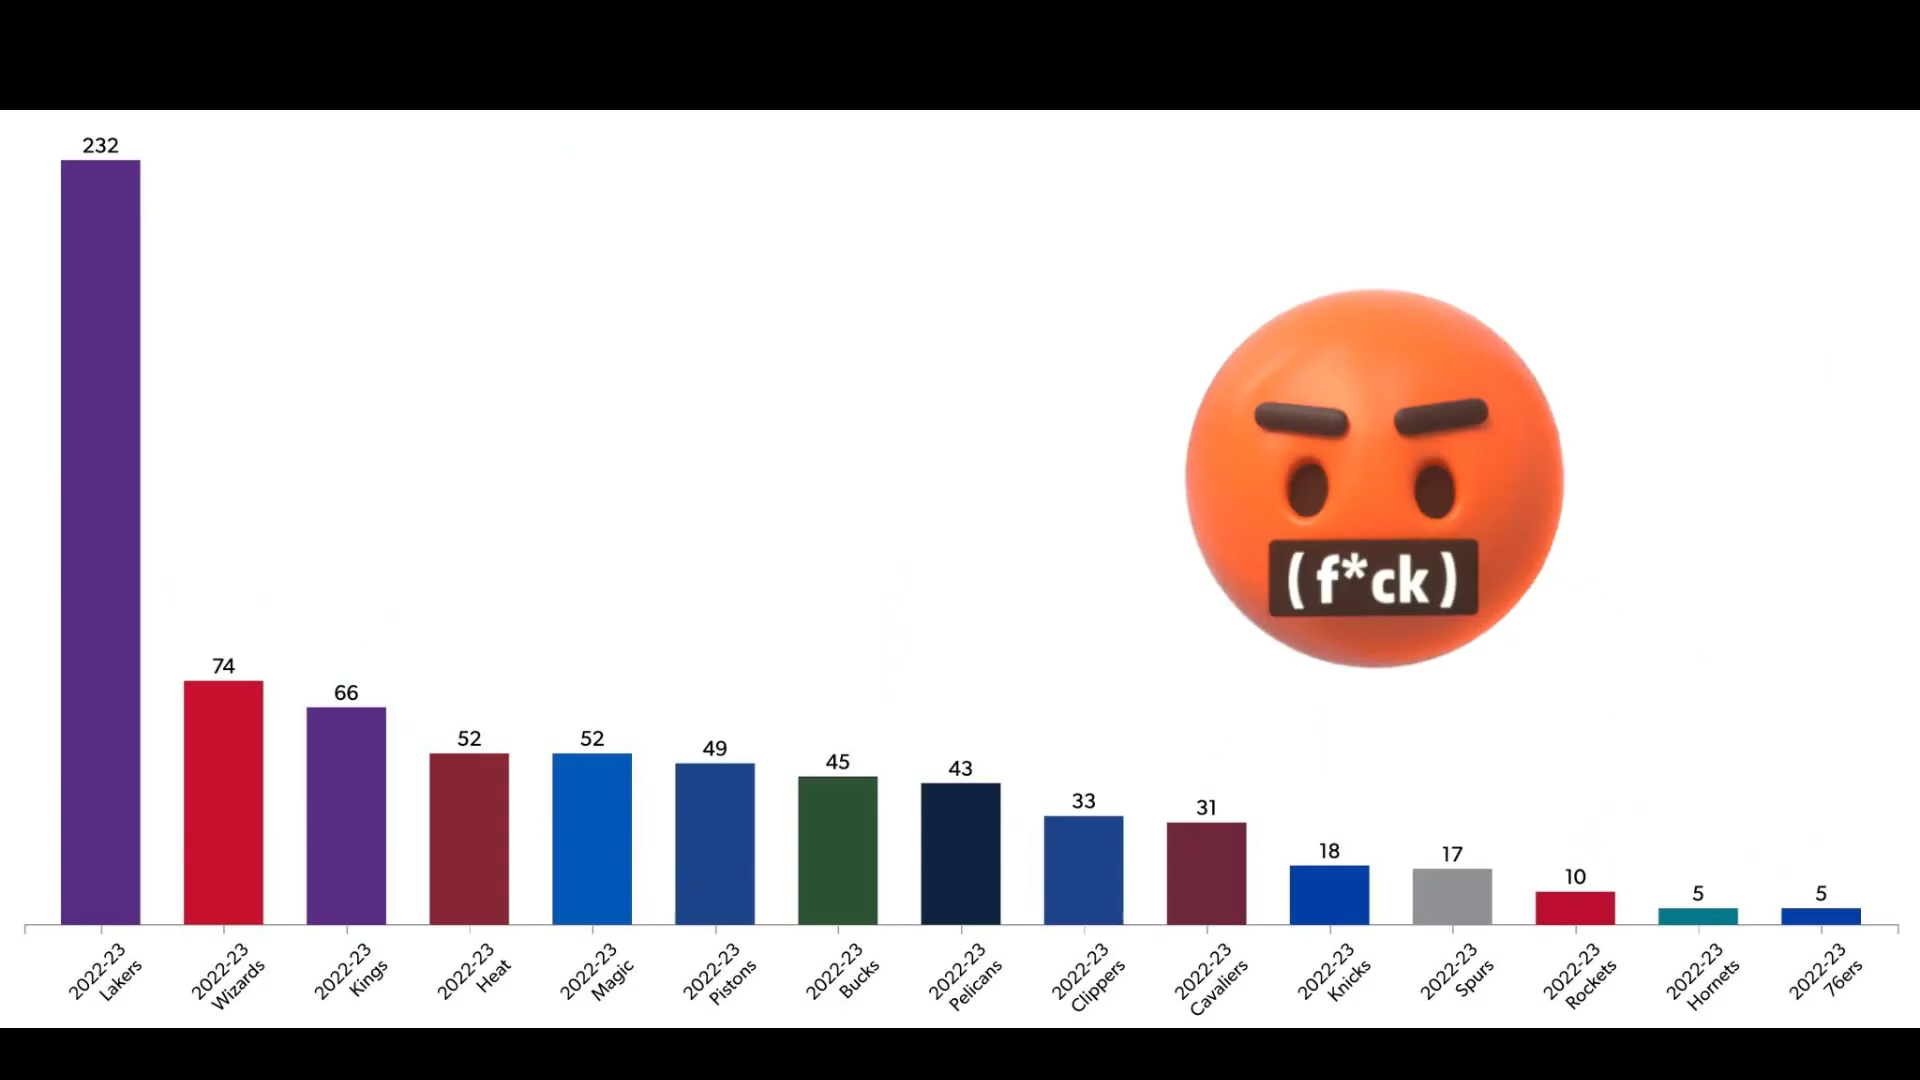 232
74
66
52
52
49
45
43
33
31
18
17
10
5
5
(f*ck)
2022-23
Lakers
2022-23
Wizards
2022-23
Kings
2022-23
Heat
2022-23
Magic
2022-23
Pistons
2022-23
Bucks
2022-23
Pelicans
2022-23
Clippers
2022-23
Cavaliers
2022-23
Knicks
2022-23
Spurs
2022-23
Rockets
2022-23
Hornets
2022-23
76ers